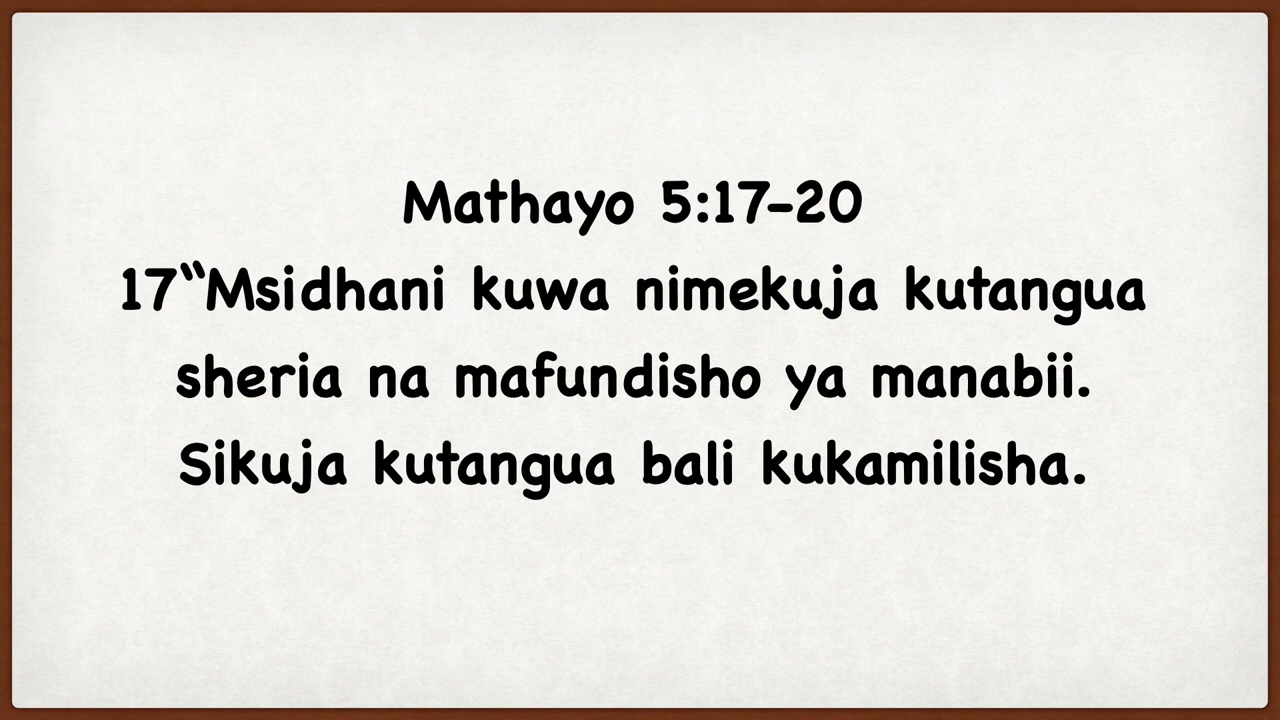 Mathayo 5:17-20
17“Msidhani kuwa nimekuja kutangua
sheria na mafundisho ya manabii.
Sikuja kutangua bali kukamilisha.